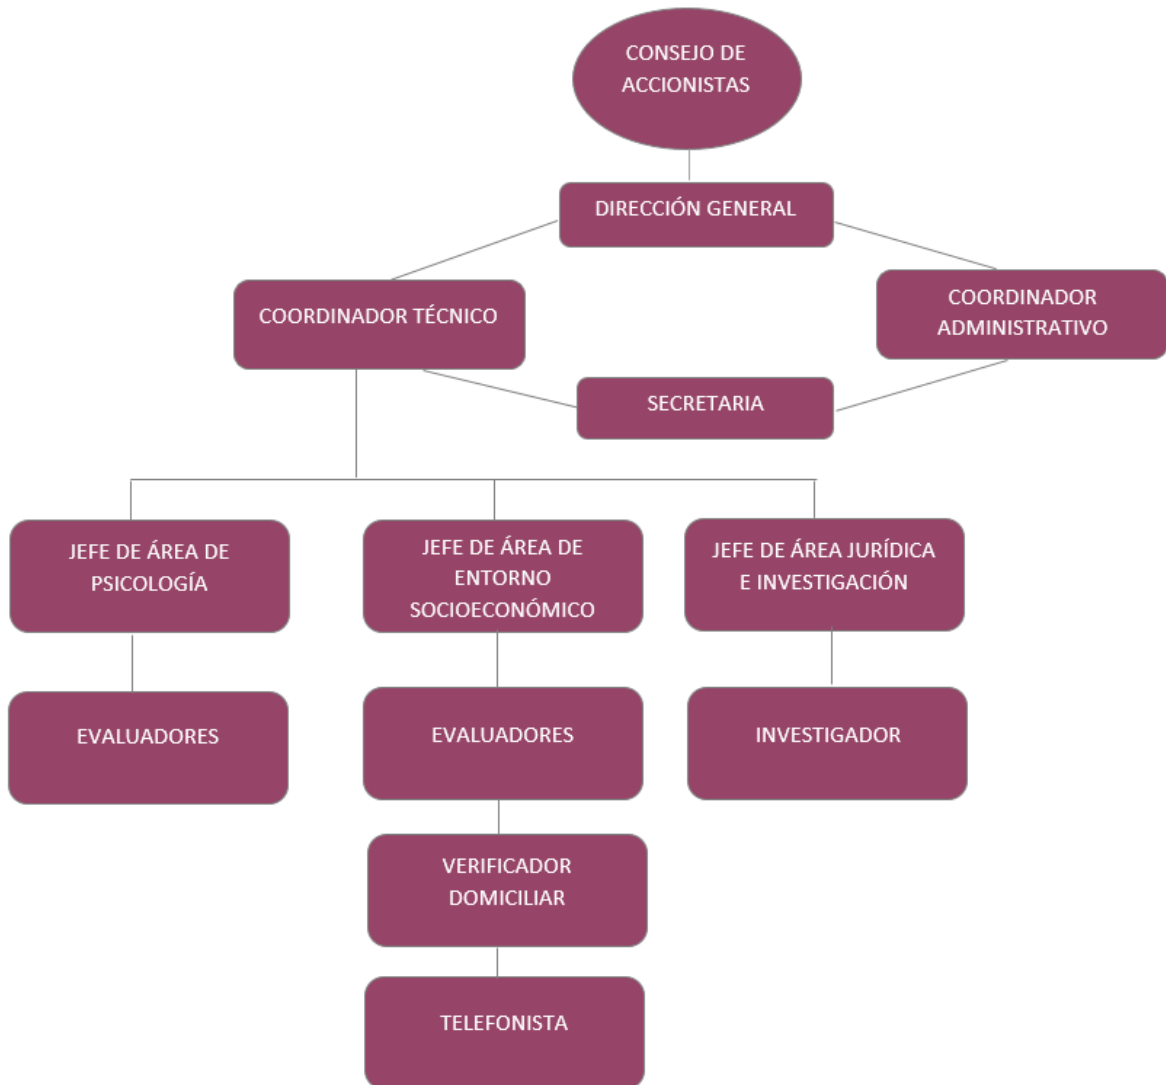 CONSEJO DE
ACCIONISTAS
DIRECCIÓN GENERAL
COORDINADOR TÉCNICO
COORDINADOR
ADMINISTRATIVO
SECRETARIA
JEFE DE ÁREA DE
PSICOLOGÍA
JEFE DE ÁREA DE
ENTORNO
SOCIOECONÓMICO
JEFE DE ÁREA JURÍDICA
E INVESTIGACIÓN
EVALUADORES
EVALUADORES
INVESTIGADOR
VERIFICADOR
DOMICILIAR
TELEFONISTA